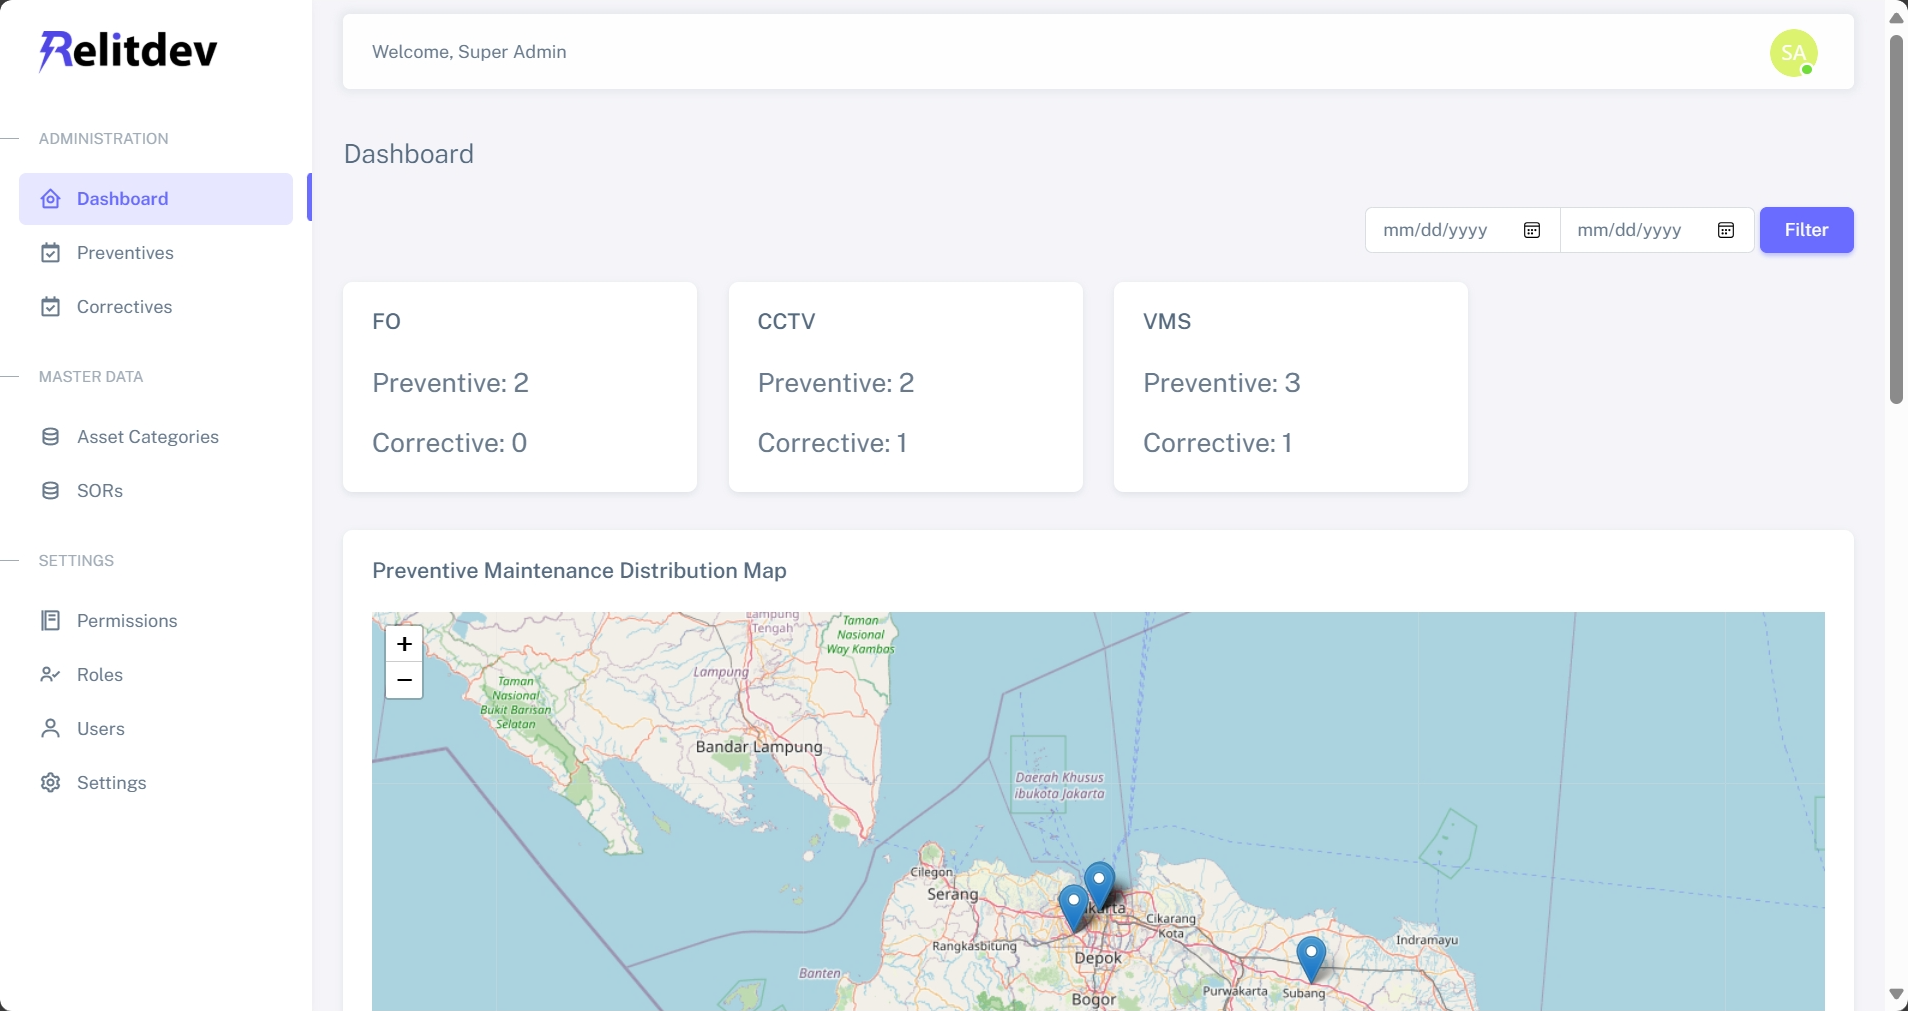 Relitdev
Welcome, Super Admin
SA
ADMINISTRATION
Dashboard
Preventives
Correctives
MASTER DATA
Asset Categories
SORs
SETTINGS
Permissions
Roles
Users
Settings
Dashboard
mm/dd/yyyy
mm/dd/yyyy
Filter
FO
Preventive: 2
Corrective: 0
CCTV
Preventive: 2
Corrective: 1
VMS
Preventive: 3
Corrective: 1
Preventive Maintenance Distribution Map
+
−
Lampung
Tengah
Taman
Nasional
Way Kambas
Lampung
Taman
Nasional
Bukit Barisan
Selatan
Bandar Lampung
Daerah Khusus
ibukota Jakarta
Cilegon
Serang
Cikarang
Kota
Rangkasbitung
Indramayu
Depok
Banten
Purwakarta
Subang
Bogor